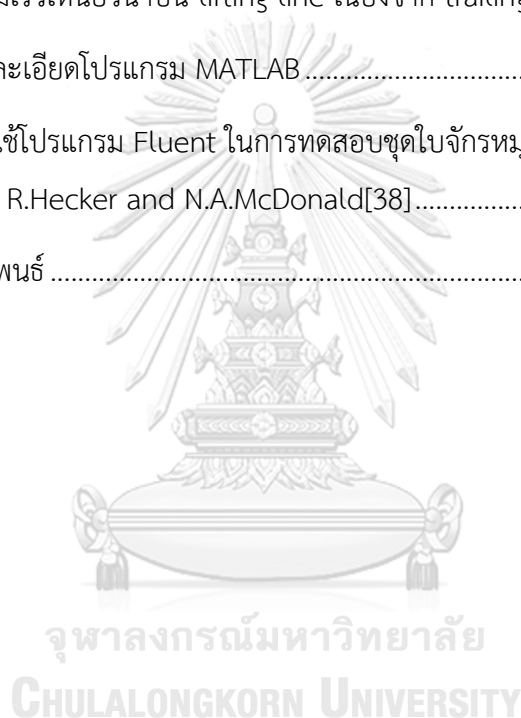 ละเอียดโปรแกรม MATLAB ........................
ช้โปรแกรม Fluent ในการทดสอบชุดใบจักรหมุ
R.Hecker and N.A.McDonald[38] ................
พนธ์ ................................................
จุฬาลงกรณ์มหาวิทยาลัย
CHULALONGKORN UNIVERSITY